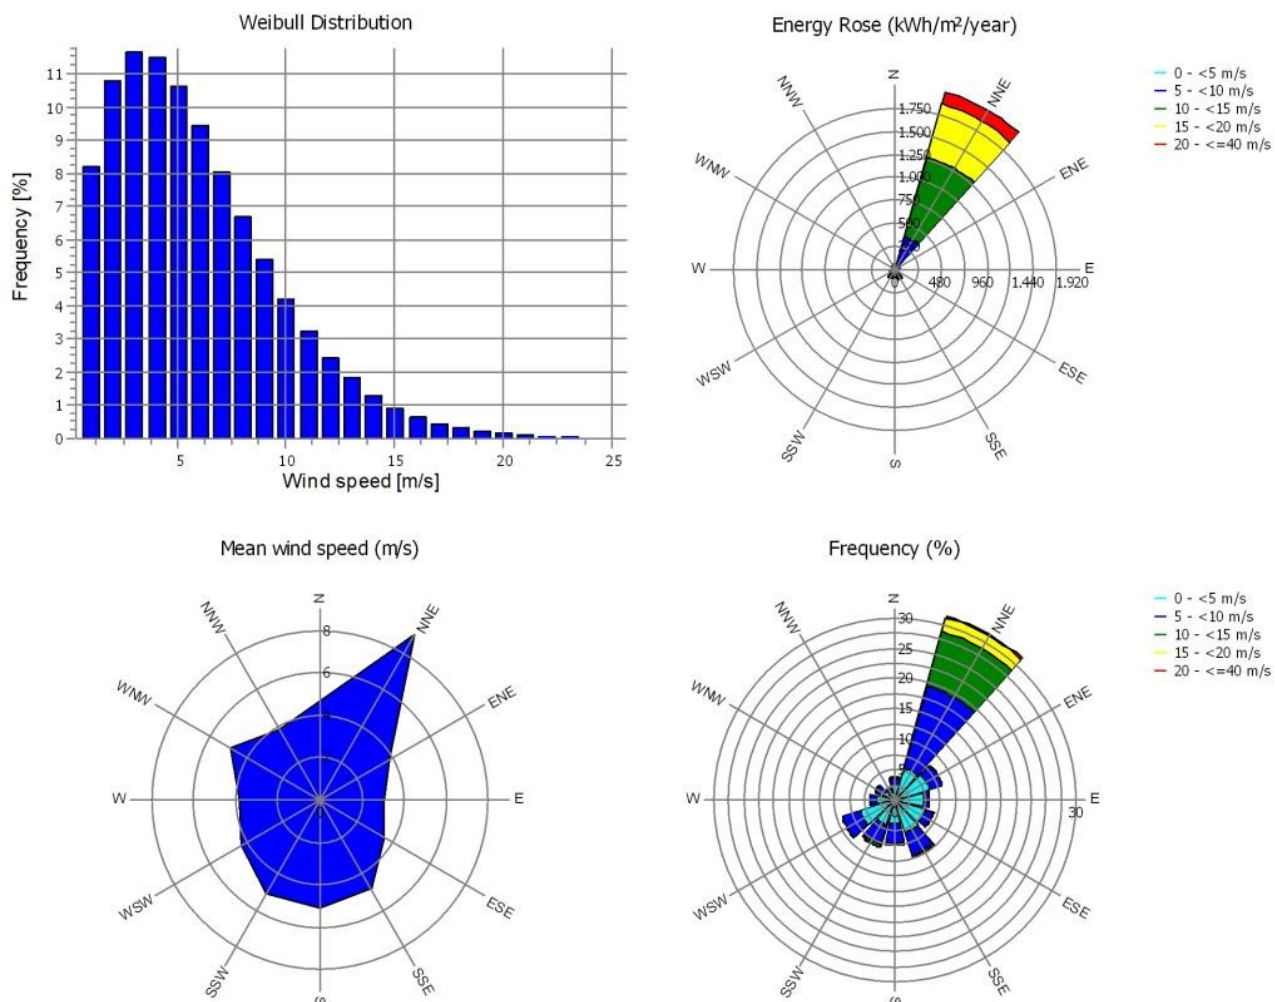 Weibull Distribution
Frequency [%]
11
10
9
8
7
6
5
4
3
2
1
0
5 10 15 20 25
Wind speed [m/s]
Energy Rose (kWh/m²/year)
N
NNE
ENE
E
ESE
SSE
S
SSW
WSW
W
WNW
NNW
1.750
1.500
1.250
1.000
750
500
480 960 1.440 1.920
0 - <5 m/s
5 - <10 m/s
10 - <15 m/s
15 - <20 m/s
20 - <=40 m/s
Mean wind speed (m/s)
N
NNE
ENE
E
ESE
SSE
S
SSW
WSW
W
WNW
NNW
8
6
4
2
0
Frequency (%)
N
NNE
ENE
E
ESE
SSE
S
SSW
WSW
W
WNW
NNW
30
25
20
15
10
5
30
0 - <5 m/s
5 - <10 m/s
10 - <15 m/s
15 - <20 m/s
20 - <=40 m/s